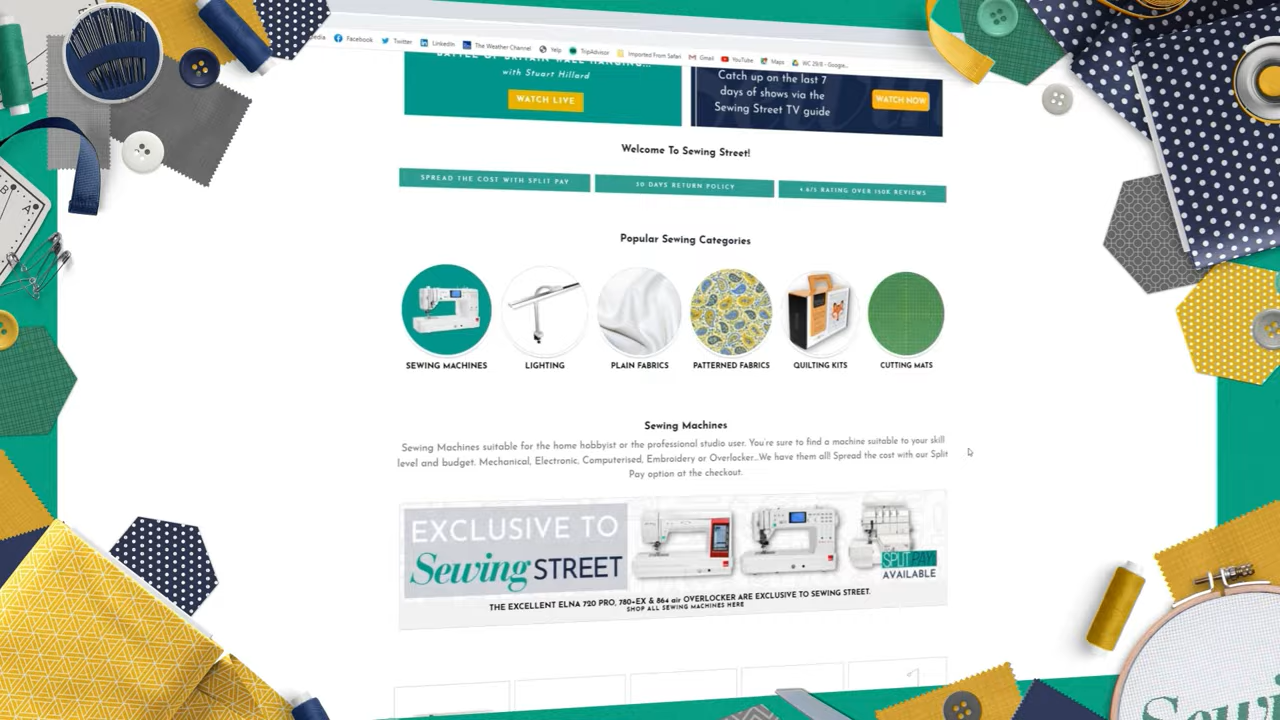 Facebook Twitter LinkedIn The Weather Channel Yelp TripAdvisor Imported From Safari Gmail YouTube Maps
with Stuart Hillard
WATCH LIVE
Catch up on the last 7
days of shows via the
Sewing Street TV guide
WATCH NOW
Welcome To Sewing Street!
SPREAD THE COST WITH SPLIT PAY
30 DAYS RETURN POLICY
4.6/5 RATING OVER 150K REVIEWS
Popular Sewing Categories
SEWING MACHINES
LIGHTING
PLAIN FABRICS
PATTERNED FABRICS
QUILTING KITS
CUTTING MATS
Sewing Machines
Sewing Machines suitable for the home hobbyist or the professional studio user. You're sure to find a machine suitable to your skill
level and budget. Mechanical, Electronic, Computerised, Embroidery or Overlocker...We have them all! Spread the cost with our Split
Pay option at the checkout.
EXCLUSIVE TO
Sewing STREET
SPLIT PAY
AVAILABLE
THE EXCELLENT ELNA 720 PRO, 780-EX & 864 air OVERLOCKER ARE EXCLUSIVE TO SEWING STREET.
SHOP ALL SEWING MACHINES HERE